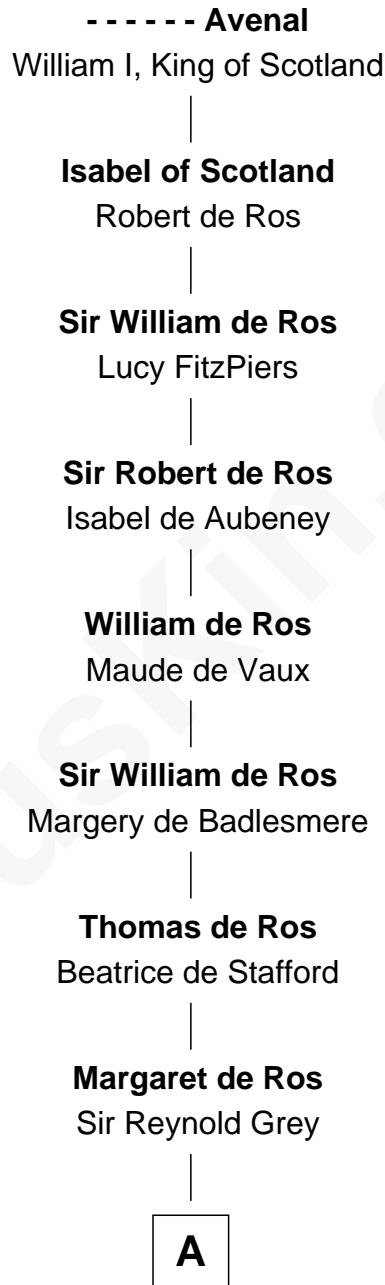 - - - - - - Avenal
William I, King of Scotland
Isabel of Scotland
Robert de Ros
Sir William de Ros
Lucy FitzPiers
Sir Robert de Ros
Isabel de Aubeney
William de Ros
Maude de Vaux
Sir William de Ros
Margery de Badlesmere
Thomas de Ros
Beatrice de Stafford
Margaret de Ros
Sir Reynold Grey
A